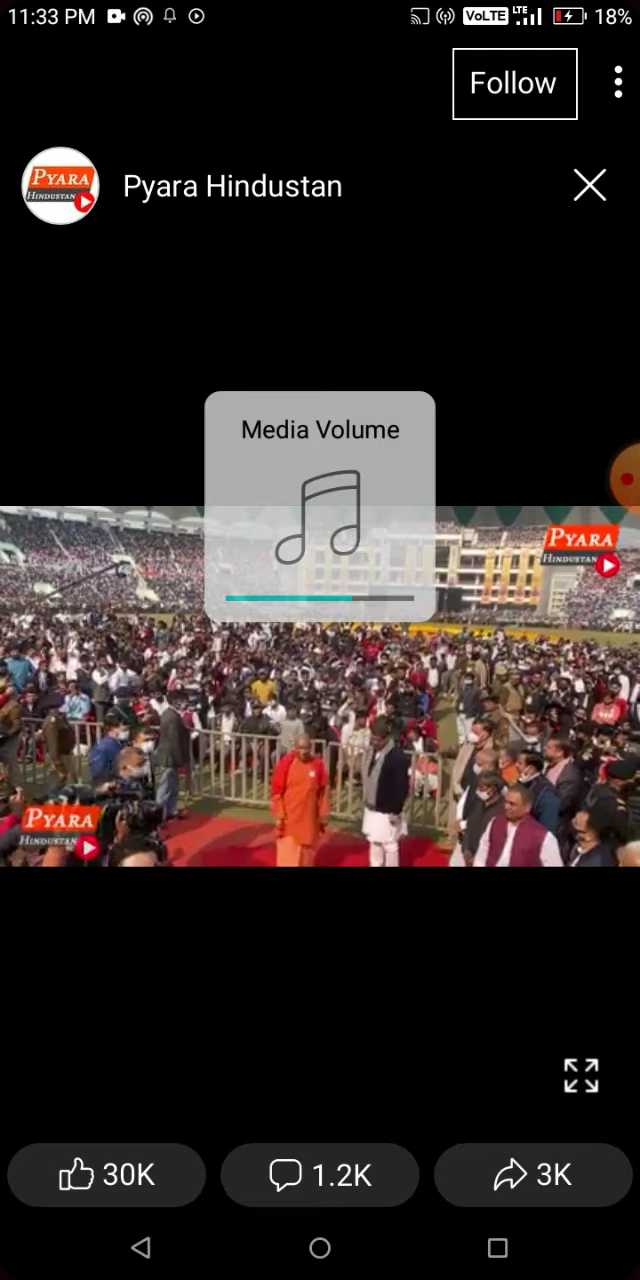 11:33 PM VoLTE LTE 18%
Follow
PYARA
HINDUSTAN
Pyara Hindustan
Media Volume
PYARA
HINDUSTAN
PYARA
HINDUSTAN
30K 1.2K 3K